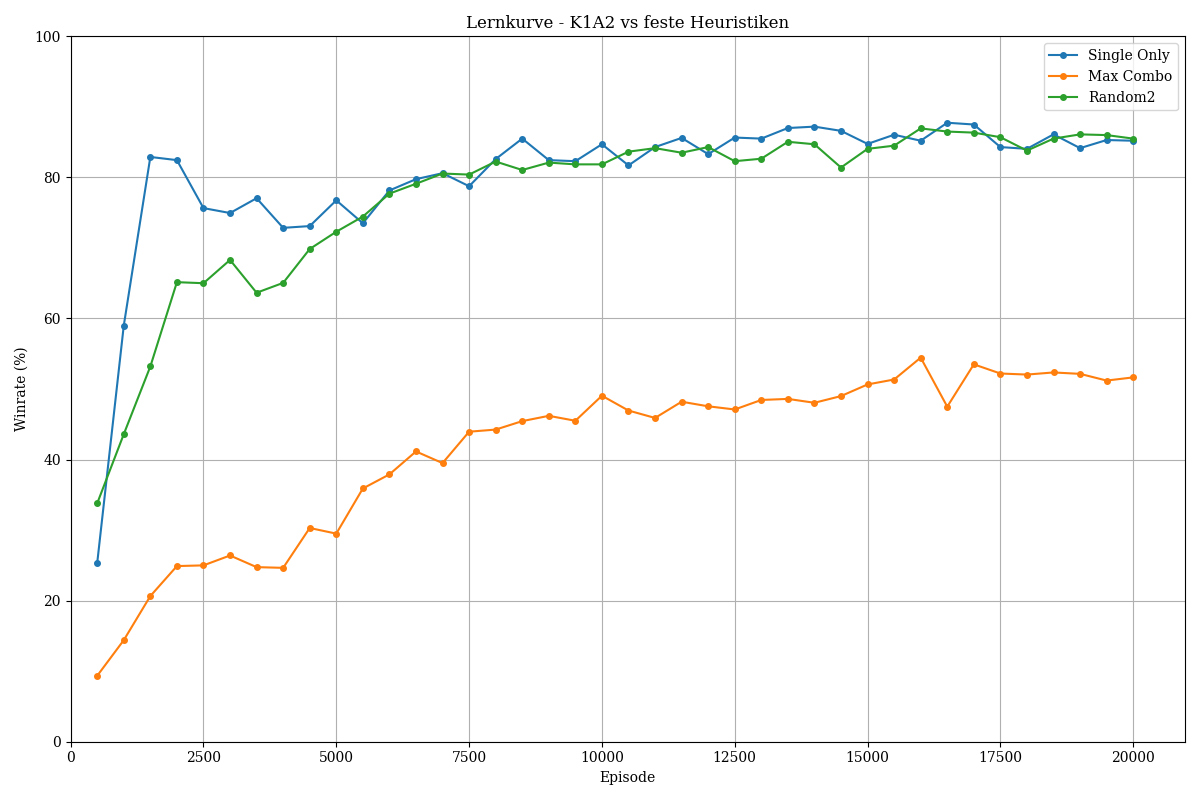 Lernkurve - K1A2 vs feste Heuristiken
100
80
60
40
20
0
Winrate (%)
Single Only
Max Combo
Random2
0 2500 5000 7500 10000 12500 15000 17500 20000
Episode